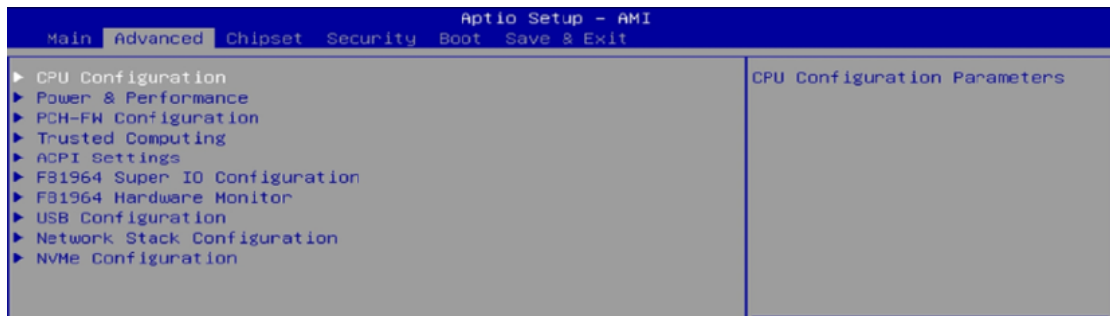 Aptio Setup – AMI
Main Advanced Chipset Security Boot Save & Exit
► CPU Configuration
► Power & Performance
► PCH-FW Configuration
► Trusted Computing
► ACPI Settings
► F81964 Super IO Configuration
► F81964 Hardware Monitor
► USB Configuration
► Network Stack Configuration
► NVMe Configuration
CPU Configuration Parameters